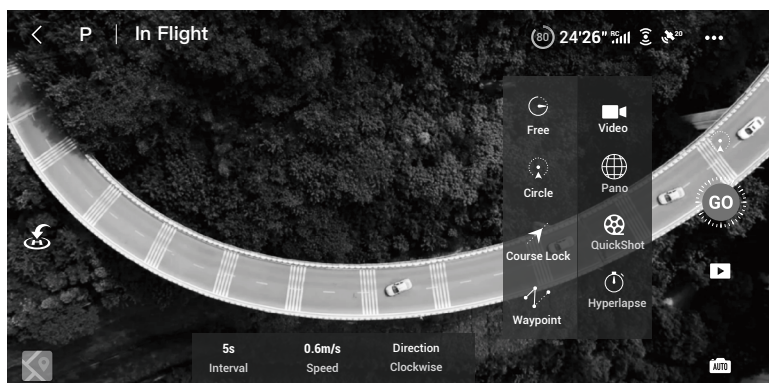 P | In Flight
80 24'26" RC 20
Free
Video
Circle
Pano
GO
Course Lock
QuickShot
Waypoint
Hyperlapse
5s 0.6m/s Direction
Interval Speed Clockwise
H
AUTO